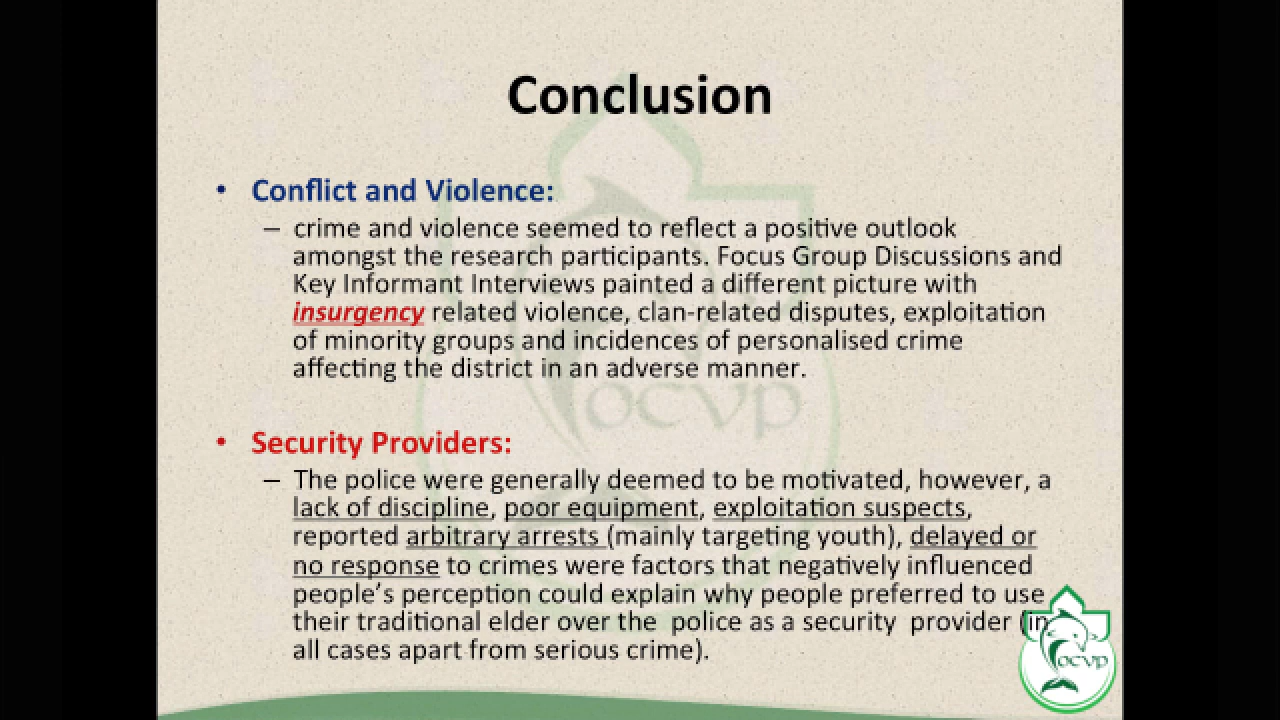 Conclusion
• Conflict and Violence:
– crime and violence seemed to reflect a positive outlook
amongst the research participants. Focus Group Discussions and
Key Informant Interviews painted a different picture with
insurgency related violence, clan-related disputes, exploitation
of minority groups and incidences of personalised crime
affecting the district in an adverse manner.
• Security Providers:
– The police were generally deemed to be motivated, however, a
lack of discipline, poor equipment, exploitation suspects,
reported arbitrary arrests (mainly targeting youth), delayed or
no response to crimes were factors that negatively influenced
people’s perception could explain why people preferred to use
their traditional elder over the police as a security provider (in
all cases apart from serious crime).
ocvp
ocvp